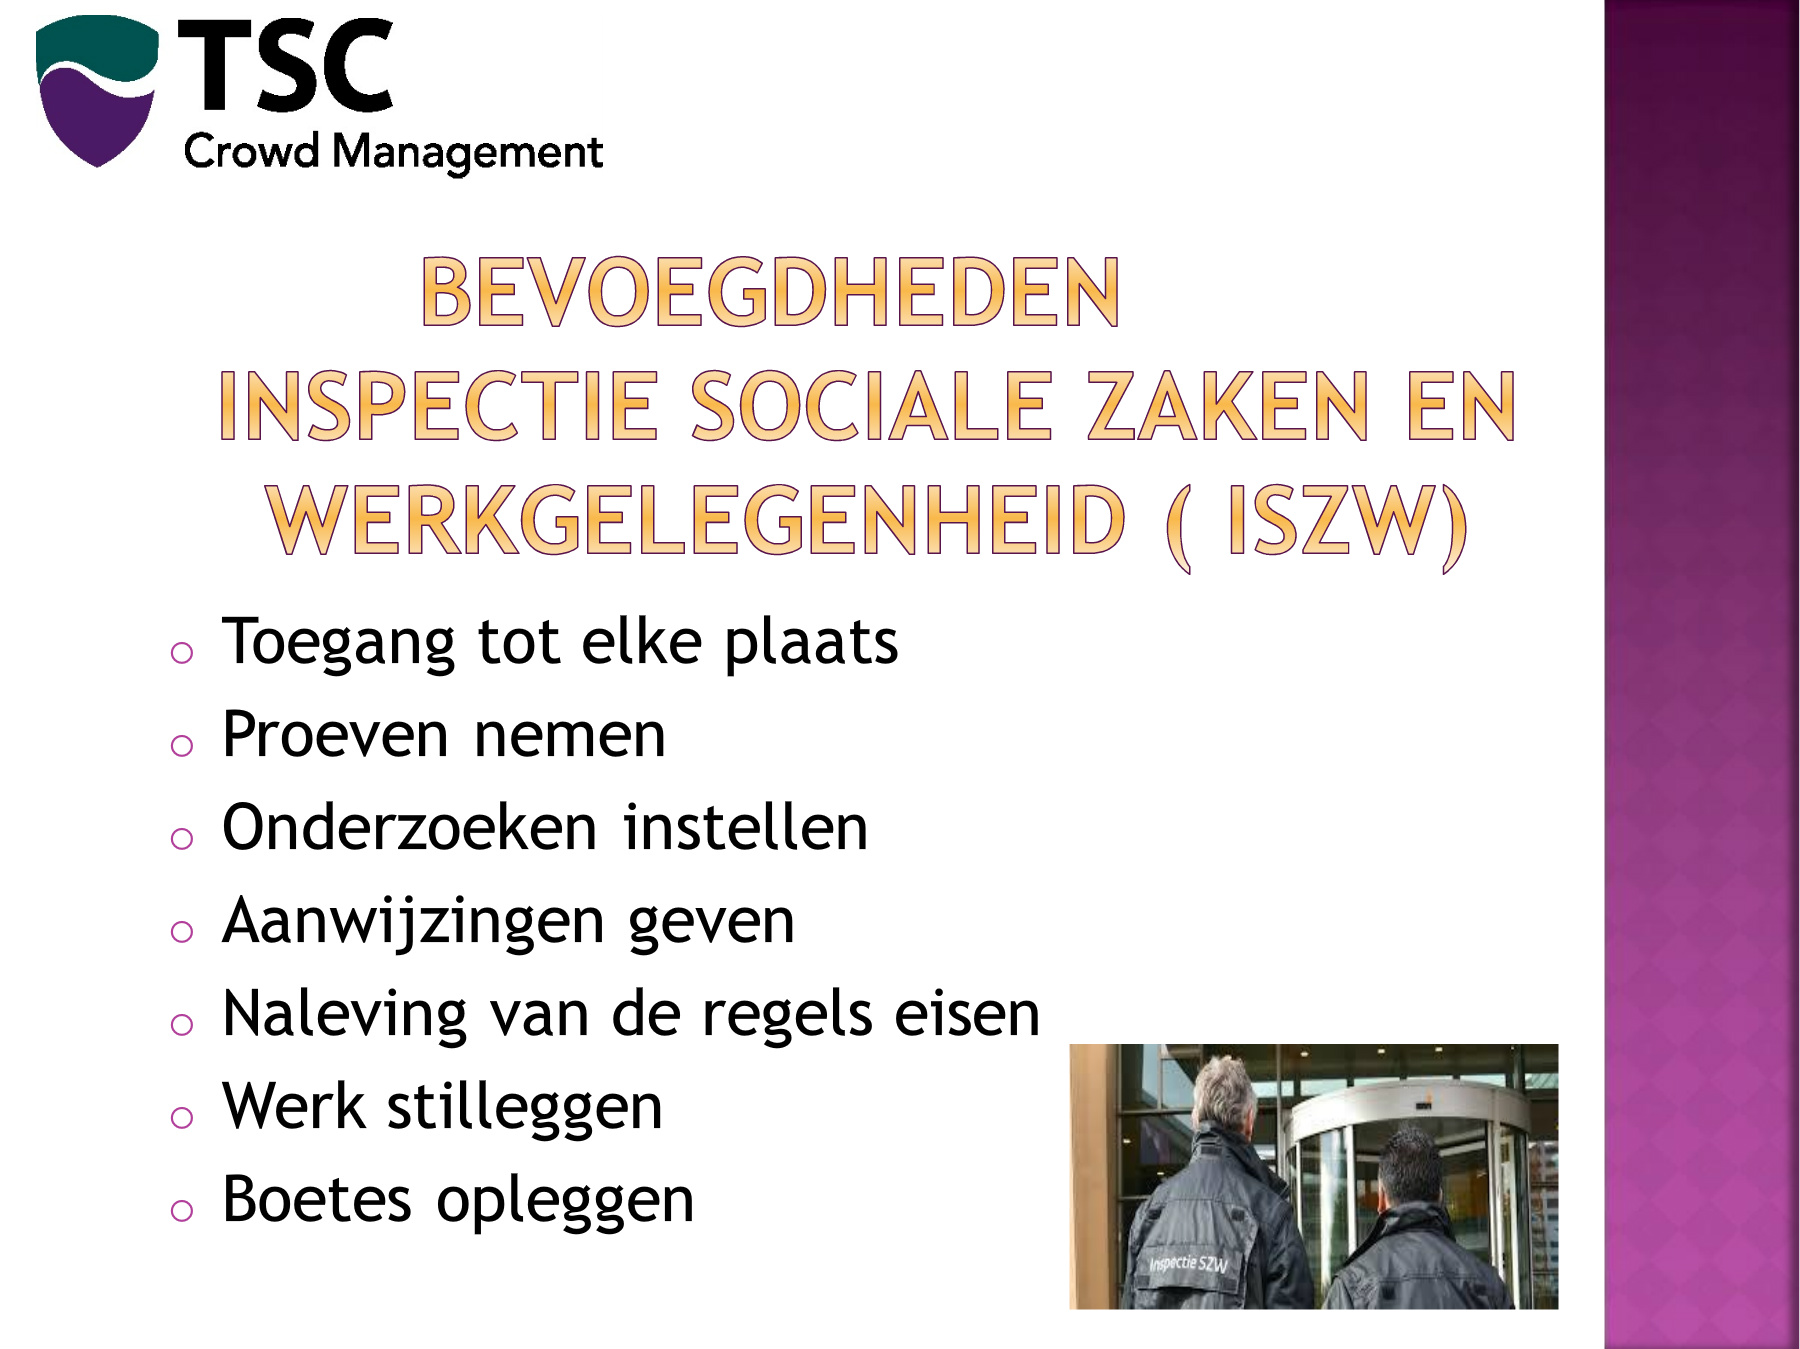 TSC
Crowd Management
BEVOEGDHEDEN
INSPECTIE SOCIALE ZAKEN EN
WERKGELEGENHEID ( ISZW)
Toegang tot elke plaats
Proeven nemen
Onderzoeken instellen
Aanwijzingen geven
Naleving van de regels eisen
Werk stilleggen
Boetes opleggen
Inspectie SZW